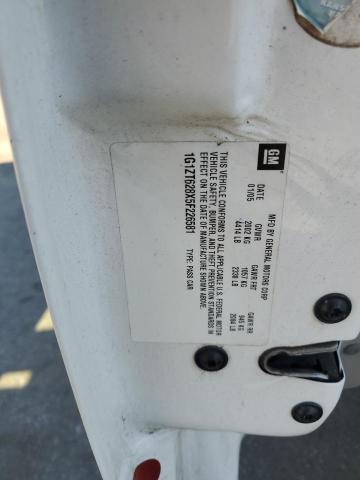 GM
MFD BY GENERAL MOTORS CORP
DATE GVWR GAWR FRT GAWR RR
01/05 2002 KG 1057 KG 945 KG
4414 LB 2330 LB 2084 LB
THIS VEHICLE CONFORMS TO ALL APPLICABLE U.S. FEDERAL MOTOR
VEHICLE SAFETY, BUMPER, AND THEFT PREVENTION STANDARDS IN
EFFECT ON THE DATE OF MANUFACTURE SHOWN ABOVE.
1G1ZT628X5F226681 TYPE: PASS CAR